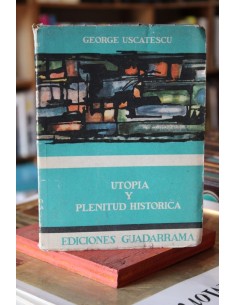 GEORGE USCATESCU
UTOPIA
Y
PLENITUD HISTORICA
EDICIONES GUADARRAMA